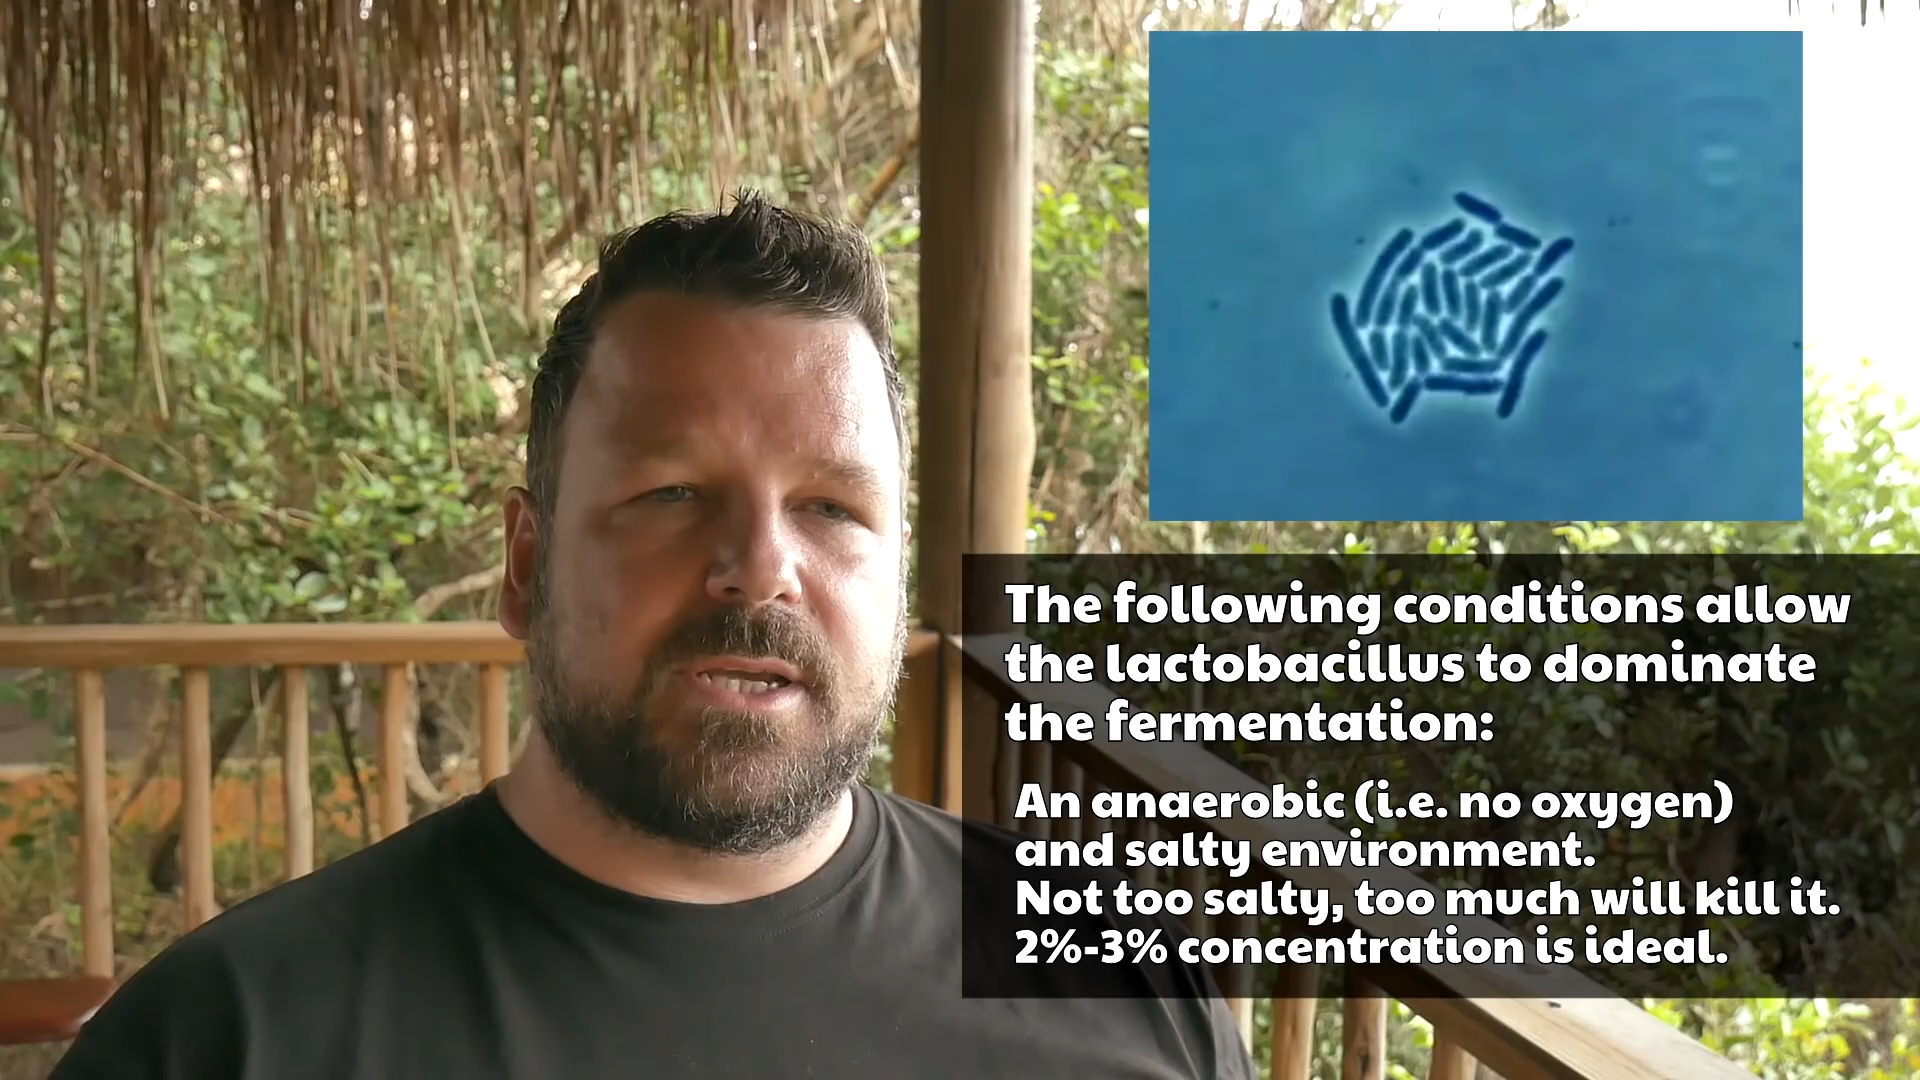 The following conditions allow
the lactobacillus to dominate
the fermentation:
An anaerobic (i.e. no oxygen)
and salty environment.
Not too salty, too much will kill it.
2%-3% concentration is ideal.